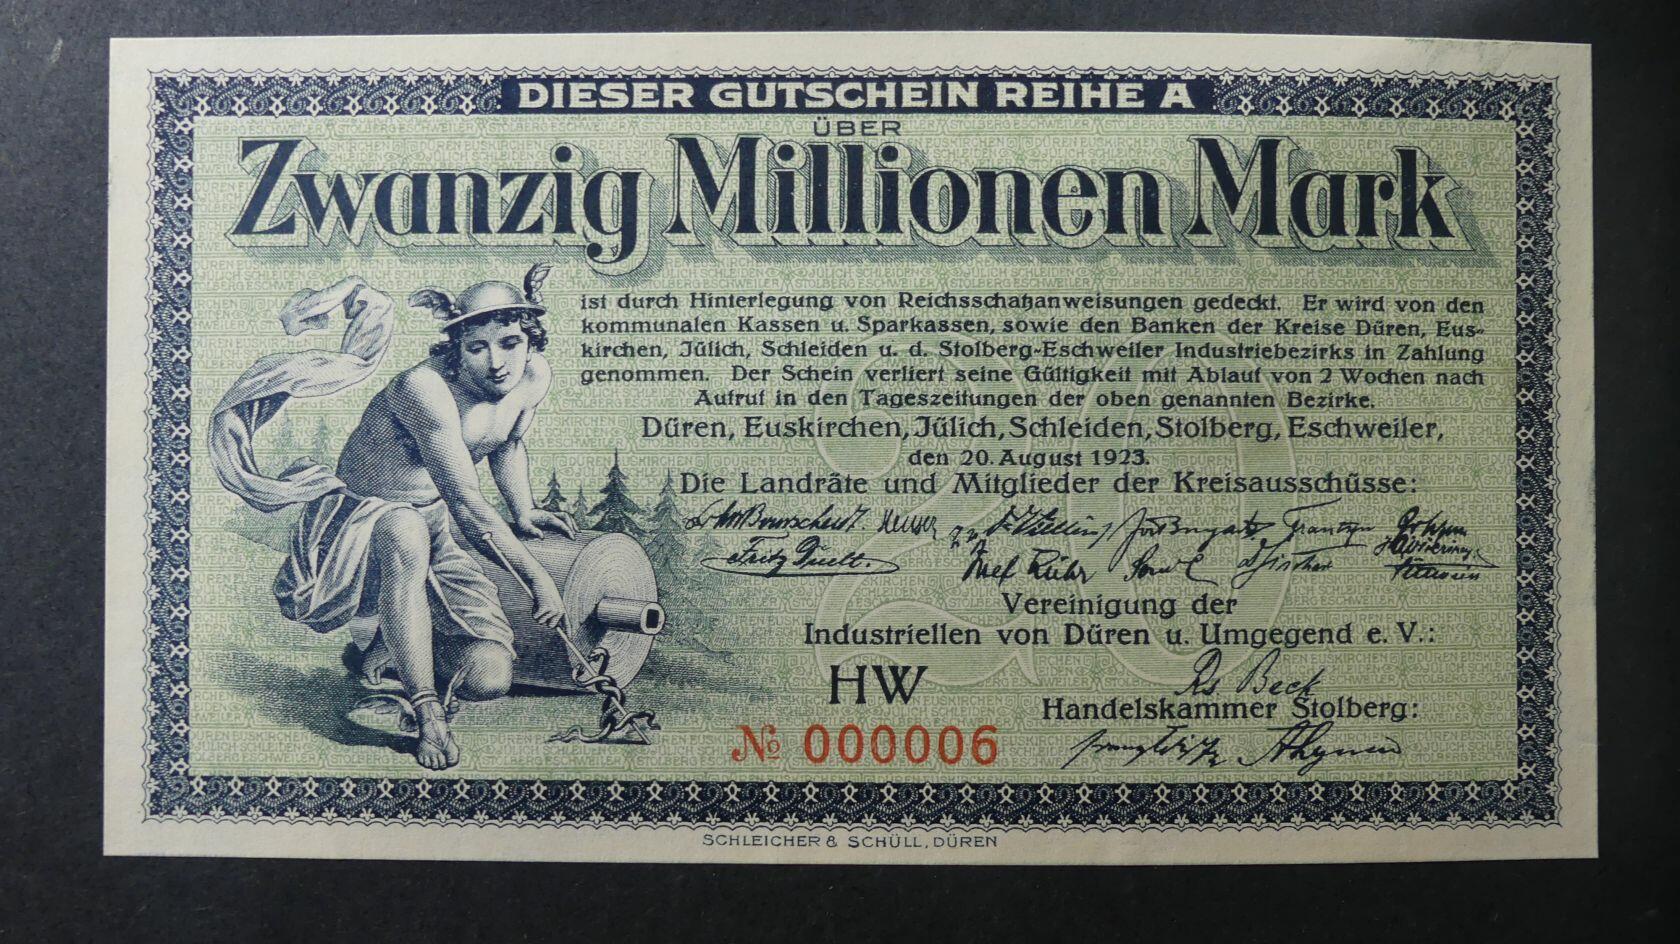 DIESER GUTSCHEIN REIHE A
ÜBER
Zwanzig Millionen Mark
ist durch Hinterlegung von Reichsschatzanweisungen gedeckt. Er wird von den
kommunalen Kassen u. Sparkassen, sowie den Banken der Kreise Düren, Eus-
kirchen, Jülich, Schleiden u. d. Stolberg-Eschweiler Industriebezirks in Zahlung
genommen. Der Schein verliert seine Gültigkeit mit Ablauf von 2 Wochen nach
Aufruf in den Tageszeitungen der oben genannten Bezirke.
Düren, Euskirchen, Jülich, Schleiden, Stolberg, Eschweiler,
den 20. August 1923.
Die Landräte und Mitglieder der Kreisausschüsse:
Vereinigung der
Industriellen von Düren u. Umgegend e. V.:
HW
Beck
Handelskammer Stolberg:
№ 000006
20
SCHLEICHER & SCHÜLL, DÜREN